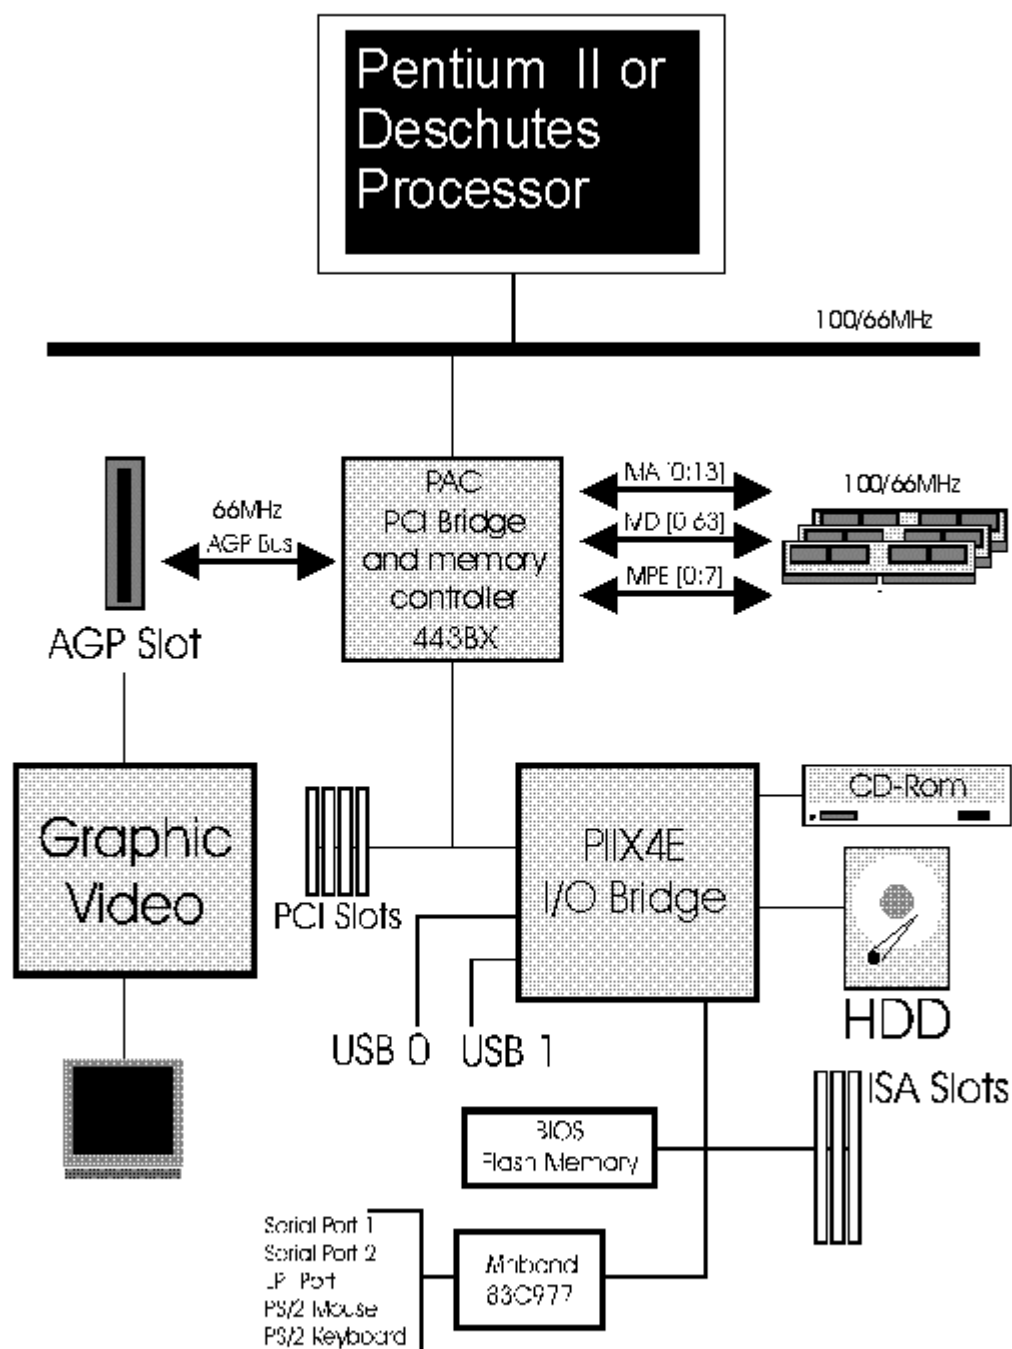 Pentium II or
Deschutes
Processor
100/66MHz
PAC
PCI Bridge
and memory
controller
443BX
66MHz
AGP Bus
AGP Slot
MA [0:13]
MD [0:63]
MPE [0:7]
100/66MHz
Graphic
Video
PCI Slots
PIIX4E
I/O Bridge
CD-Rom
HDD
USB 0
USB 1
ISA Slots
BIOS
Flash Memory
Serial Port 1
Serial Port 2
Port
PS/2 Mouse
PS/2 Keyboard
83C977